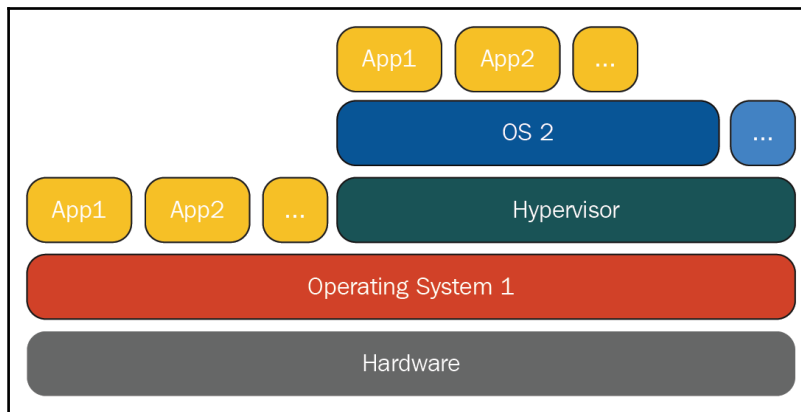 App1 App2 ...
OS 2 ...
App1 App2 ... Hypervisor
Operating System 1
Hardware